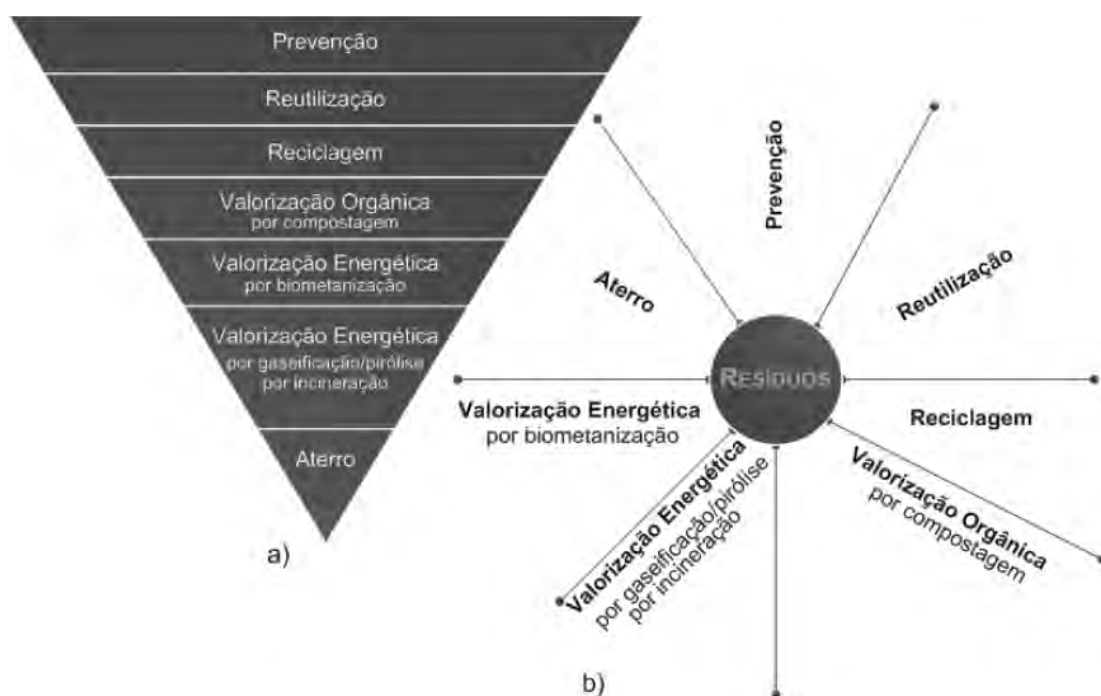 Prevenção
Reutilização
Reciclagem
Valorização Orgânica
por compostagem
Valorização Energética
por biometanização
Valorização Energética
por gaseificação/pirólise
por incineração
Aterro
a)
Prevenção
Reutilização
Reciclagem
Valorização Orgânica
por compostagem
Valorização Energética
por gaseificação/pirólise
por incineração
Valorização Energética
por biometanização
Aterro
RESÍDUOS
b)